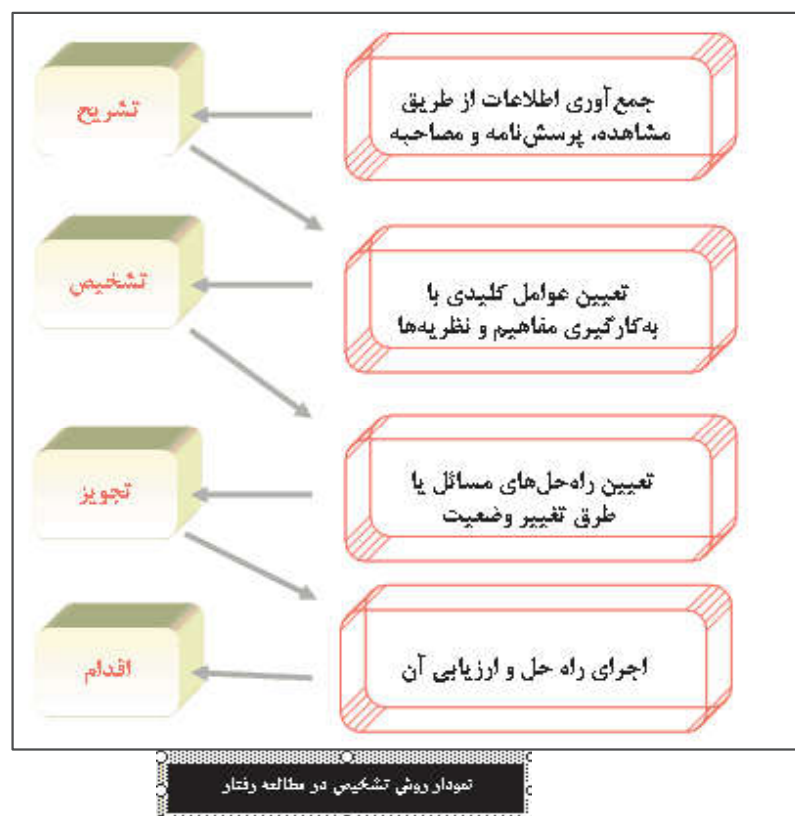 جمع‌آوری اطلاعات از طریق
مشاهده، پرسش‌نامه و مصاحبه
تشریح
تعیین عوامل کلیدی با
به‌کارگیری مفاهیم و نظریه‌ها
تشخیص
تعیین راه‌حل‌های مسائل یا
طرق تغییر وضعیت
تجویز
اجرای راه حل و ارزیابی آن
اقدام
نمودار روش تشخیص در مطالعه رفتار